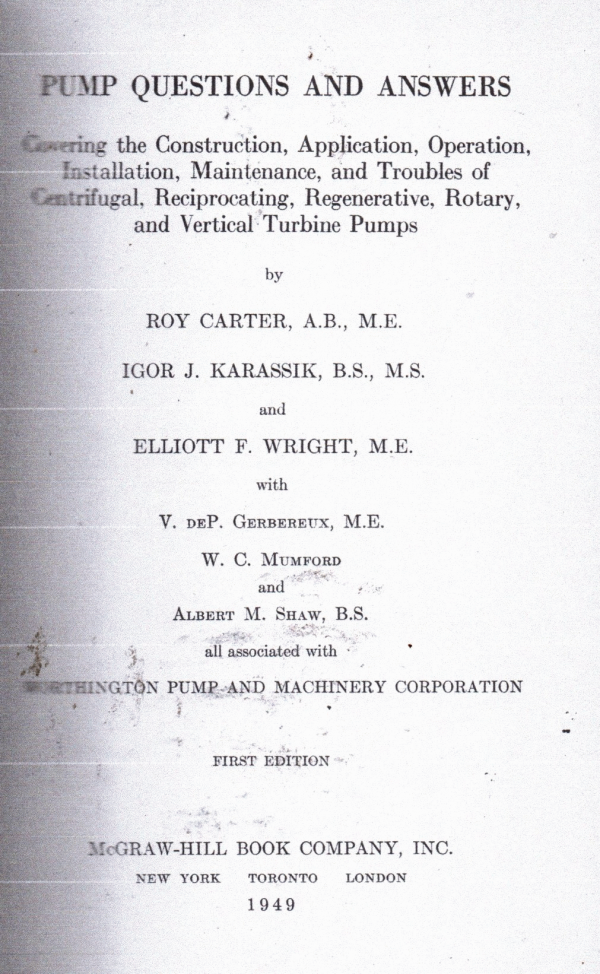 PUMP QUESTIONS AND ANSWERS
Covering the Construction, Application, Operation,
Installation, Maintenance, and Troubles of
Centrifugal, Reciprocating, Regenerative, Rotary,
and Vertical Turbine Pumps
by
ROY CARTER, A.B., M.E.
IGOR J. KARASSIK, B.S., M.S.
and
ELLIOTT F. WRIGHT, M.E.
with
V. DEP. GERBEREUX, M.E.
W. C. MUMFORD
and
ALBERT M. SHAW, B.S.
all associated with
WORTHINGTON PUMP AND MACHINERY CORPORATION
FIRST EDITION
McGRAW-HILL BOOK COMPANY, INC.
NEW YORK TORONTO LONDON
1949